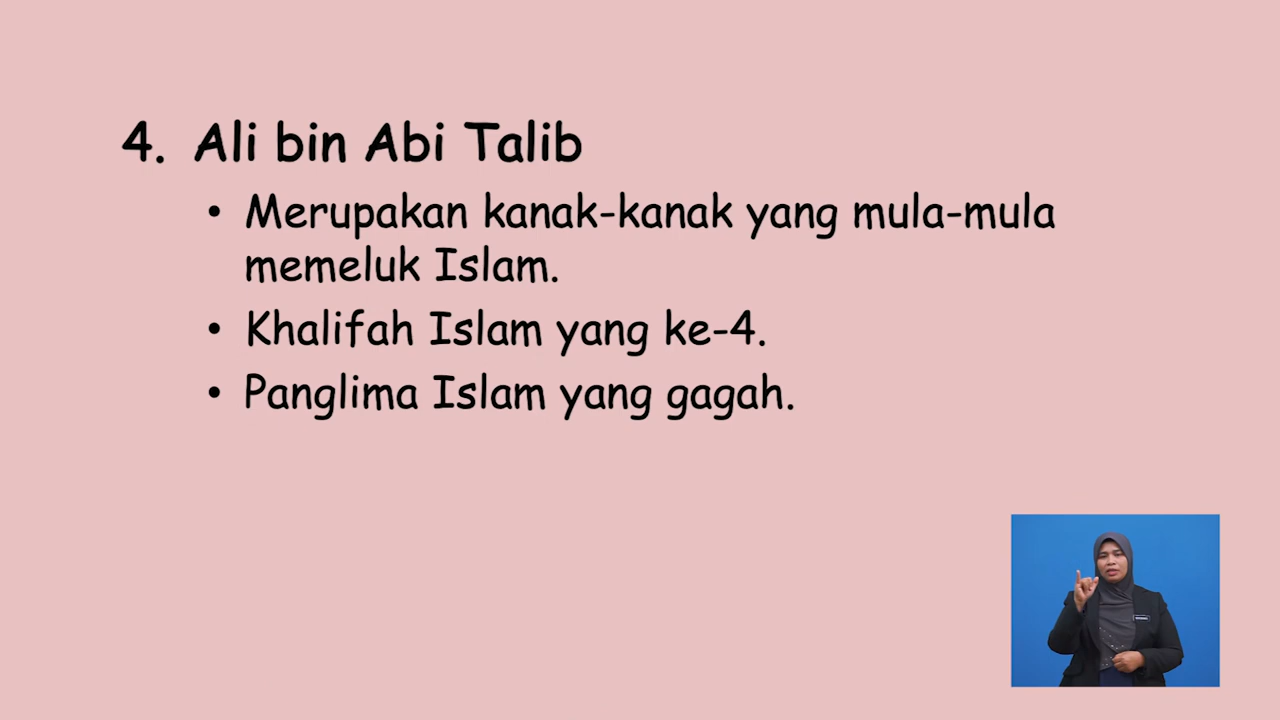 4. Ali bin Abi Talib
• Merupakan kanak-kanak yang mula-mula
memeluk Islam.
• Khalifah Islam yang ke-4.
• Panglima Islam yang gagah.